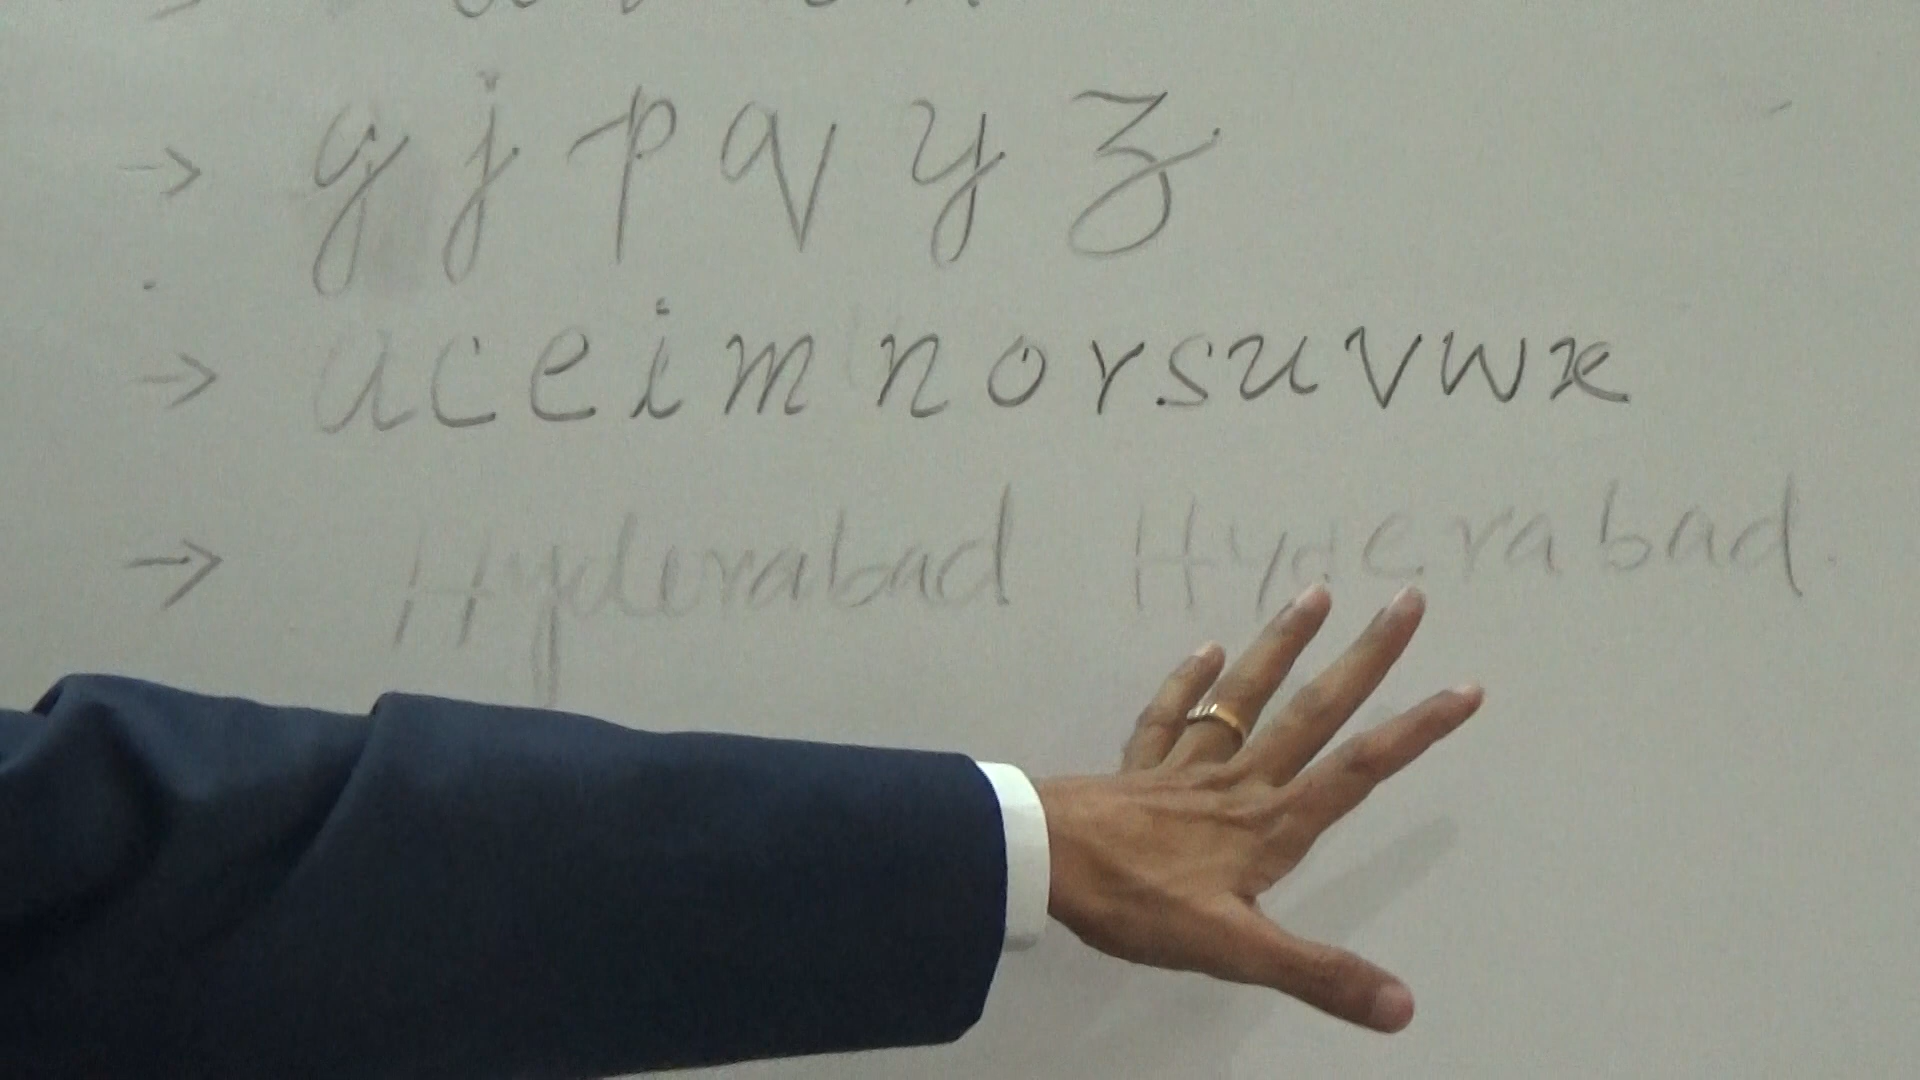 → g j p q y z
→ a c e i m n o r s u v w x
→ Hyderabad Hyderabad.